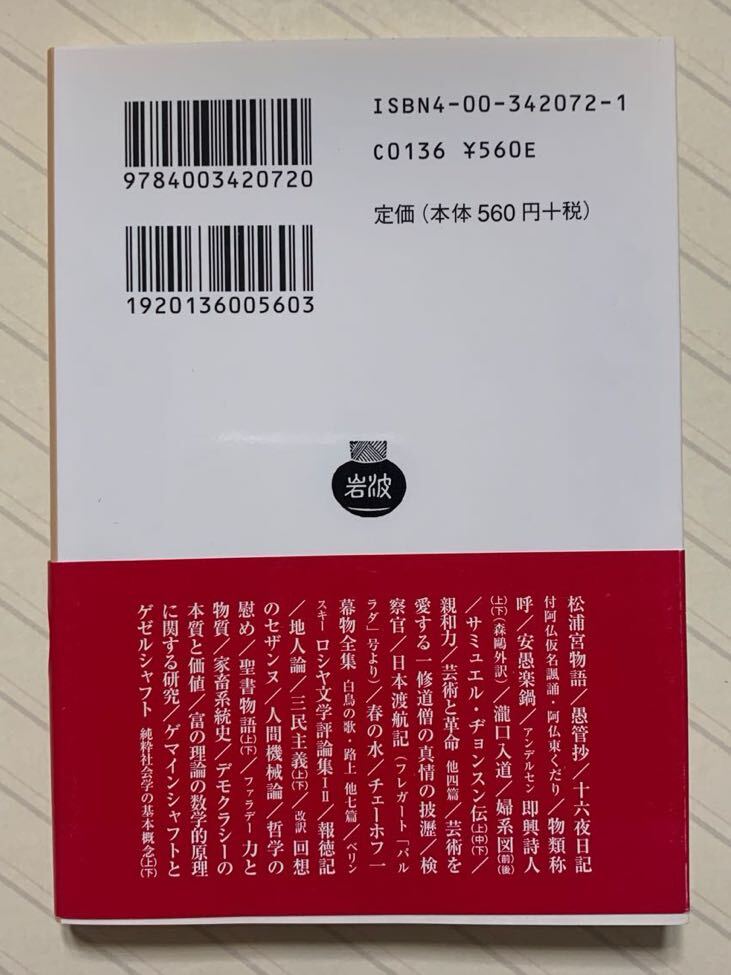 9784003420720
ISBN4-00-342072-1
C0136 ¥560E
定価（本体 560 円＋税）
1920136005603
岩波
松浦宮物語／愚管抄／十六夜日記
付阿仏仮名諷誦・阿仏東くだり／物類称
呼／安愚楽鍋／アンデルセン 即興詩人
(上)(下)（森鷗外訳）／瀧口入道／婦系図(前)(後)
／サミュエル・ヂョンスン伝(上)(中)(下)／
親和力／芸術と革命 他四篇／芸術を
愛する一修道僧の真情の披瀝／検
察官／日本渡航記（フレガート「パル
ラダ」号より）／春の水／チェーホフ一
幕物全集 白鳥の歌・路上 他七篇／ベリン
スキー ロシヤ文学評論集ⅠⅡ／報徳記
／地人論／三民主義(上)(下)／改訳 回想
のセザンヌ／人間機械論／哲学の
慰め／聖書物語(上)(下)／ファラデー 力と
物質／家畜系統史／デモクラシーの
本質と価値／富の理論の数学的原理
に関する研究／ゲマインシャフトと
ゲゼルシャフト 純粋社会学の基本概念(上)(下)